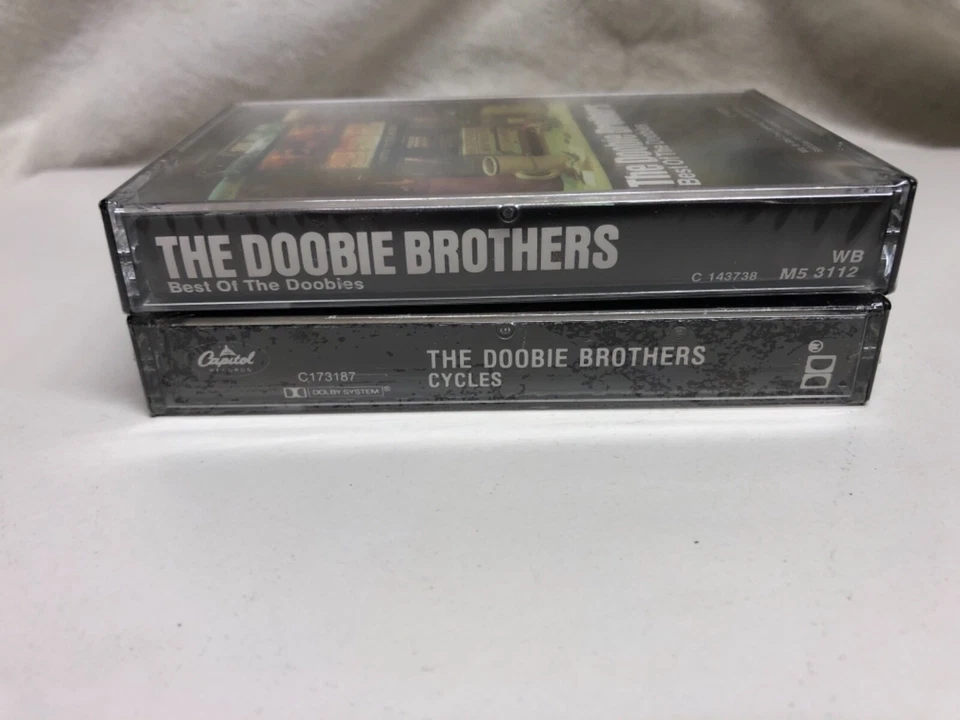 The Doobie Brothers
Best Of The Doobies
THE DOOBIE BROTHERS
Best Of The Doobies
C 143738
WB
M5 3112
Capitol
RECORDS
C173187
DOLBY SYSTEM®
THE DOOBIE BROTHERS
CYCLES
®